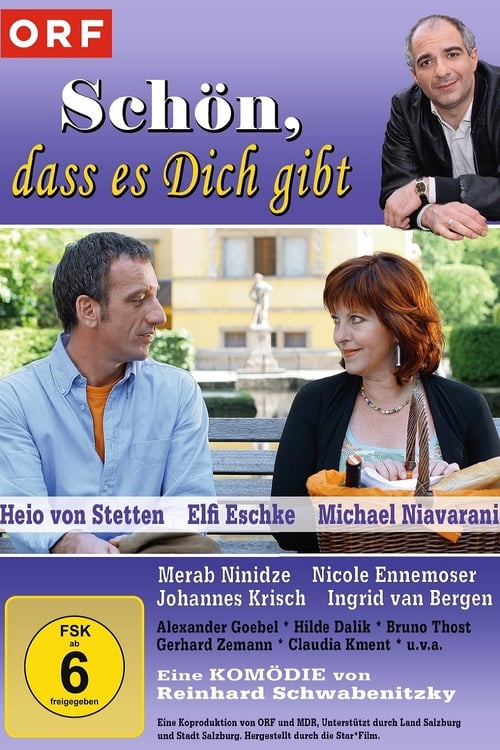 ORF
Schön,
dass es Dich gibt
Heio von Stetten Elfi Eschke Michael Niavarani
Merab Ninidze Nicole Ennemoser
Johannes Krisch Ingrid van Bergen
Alexander Goebel * Hilde Dalik * Bruno Thost
Gerhard Zemann * Claudia Kment * u.v.a.
Eine KOMÖDIE von
Reinhard Schwabenitzky
FSK
ab
6
freigegeben
Eine Koproduktion von ORF und MDR, Unterstützt durch Land Salzburg
und Stadt Salzburg. Hergestellt durch die Star*Film.